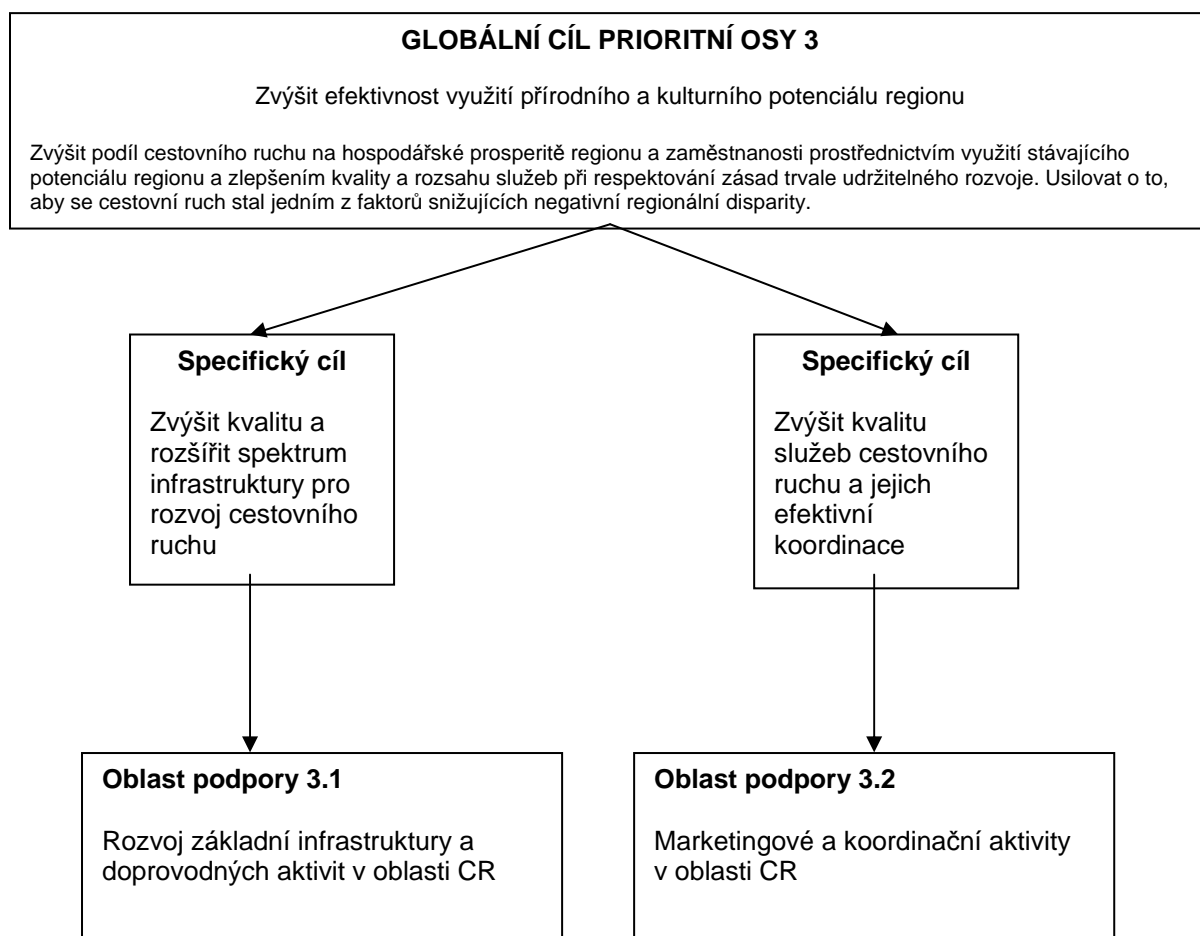 GLOBÁLNÍ CÍL PRIORITNÍ OSY 3
Zvýšit efektivnost využití přírodního a kulturního potenciálu regionu
Zvýšit podíl cestovního ruchu na hospodářské prosperitě regionu a zaměstnanosti prostřednictvím využití stávajícího
potenciálu regionu a zlepšením kvality a rozsahu služeb při respektování zásad trvale udržitelného rozvoje. Usilovat o to,
aby se cestovní ruch stal jedním z faktorů snižujících negativní regionální disparity.
Specifický cíl
Zvýšit kvalitu a
rozšířit spektrum
infrastruktury pro
rozvoj cestovního
ruchu
Specifický cíl
Zvýšit kvalitu
služeb cestovního
ruchu a jejich
efektivní
koordinace
Oblast podpory 3.1
Rozvoj základní infrastruktury a
doprovodných aktivit v oblasti CR
Oblast podpory 3.2
Marketingové a koordinační aktivity
v oblasti CR